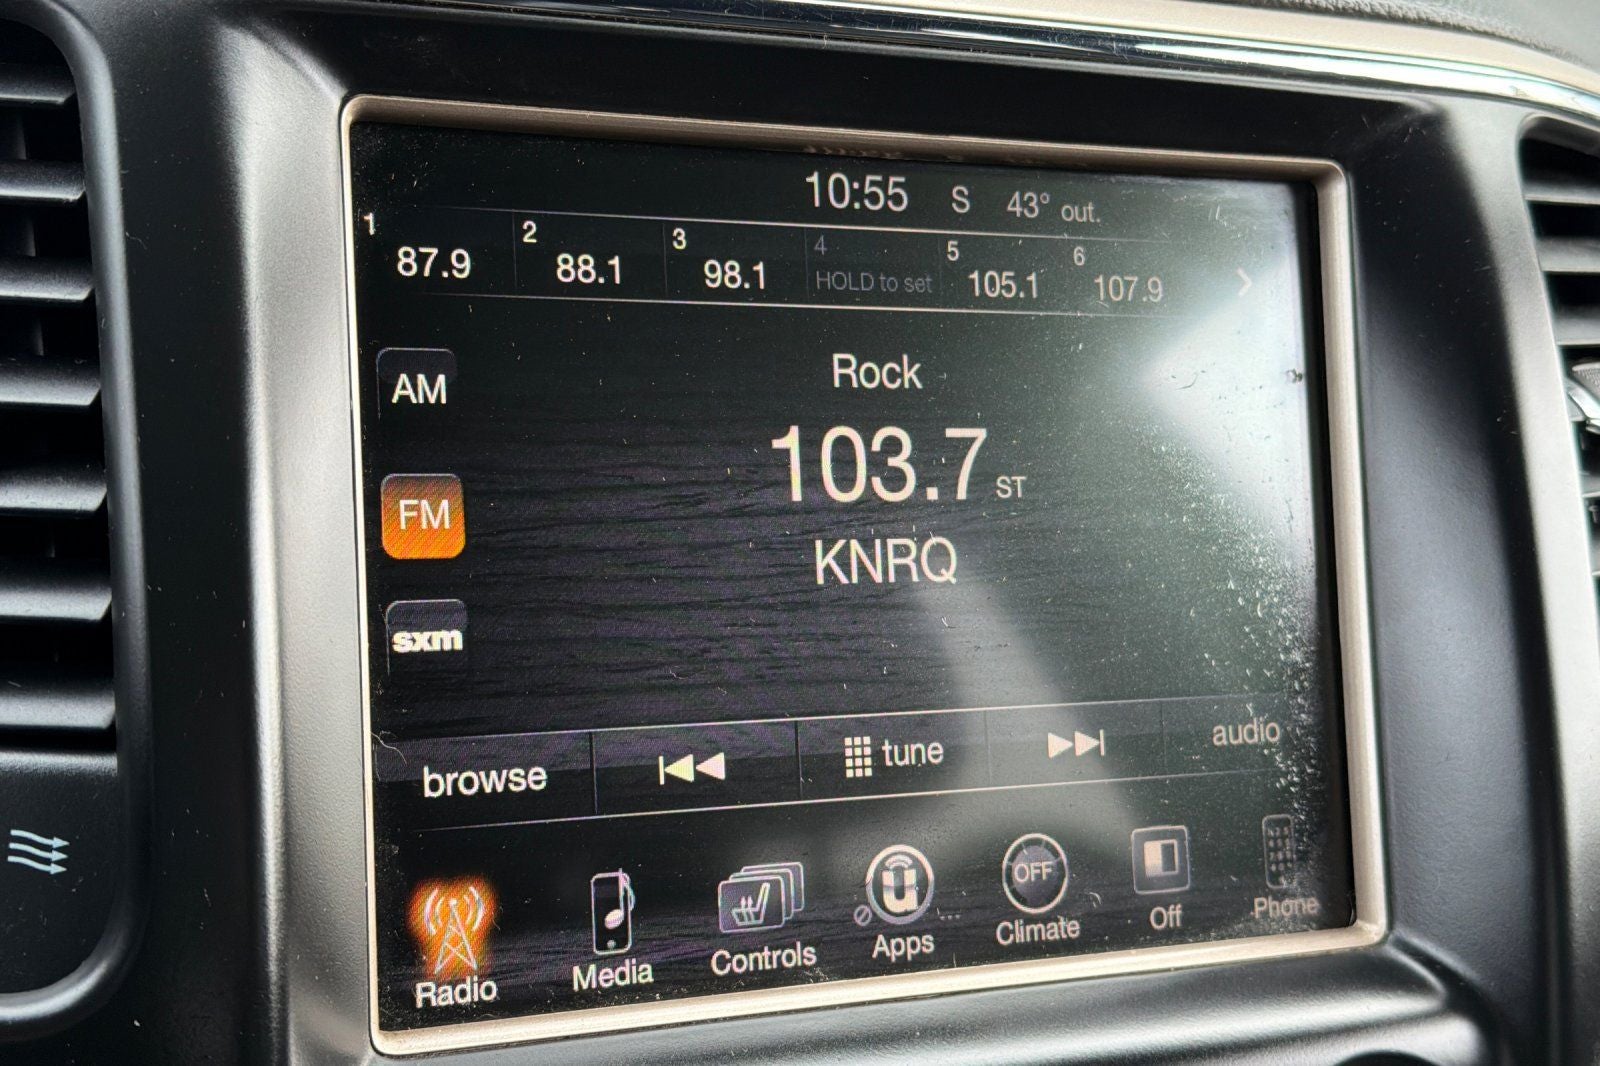 10:55 S 43° out.
1 87.9 2 88.1 3 98.1 4 HOLD to set 5 105.1 6 107.9
Rock
AM
103.7 ST
FM
KNRQ
sxm
browse tune audio
OFF
Radio Media Controls Apps Climate Off Phone